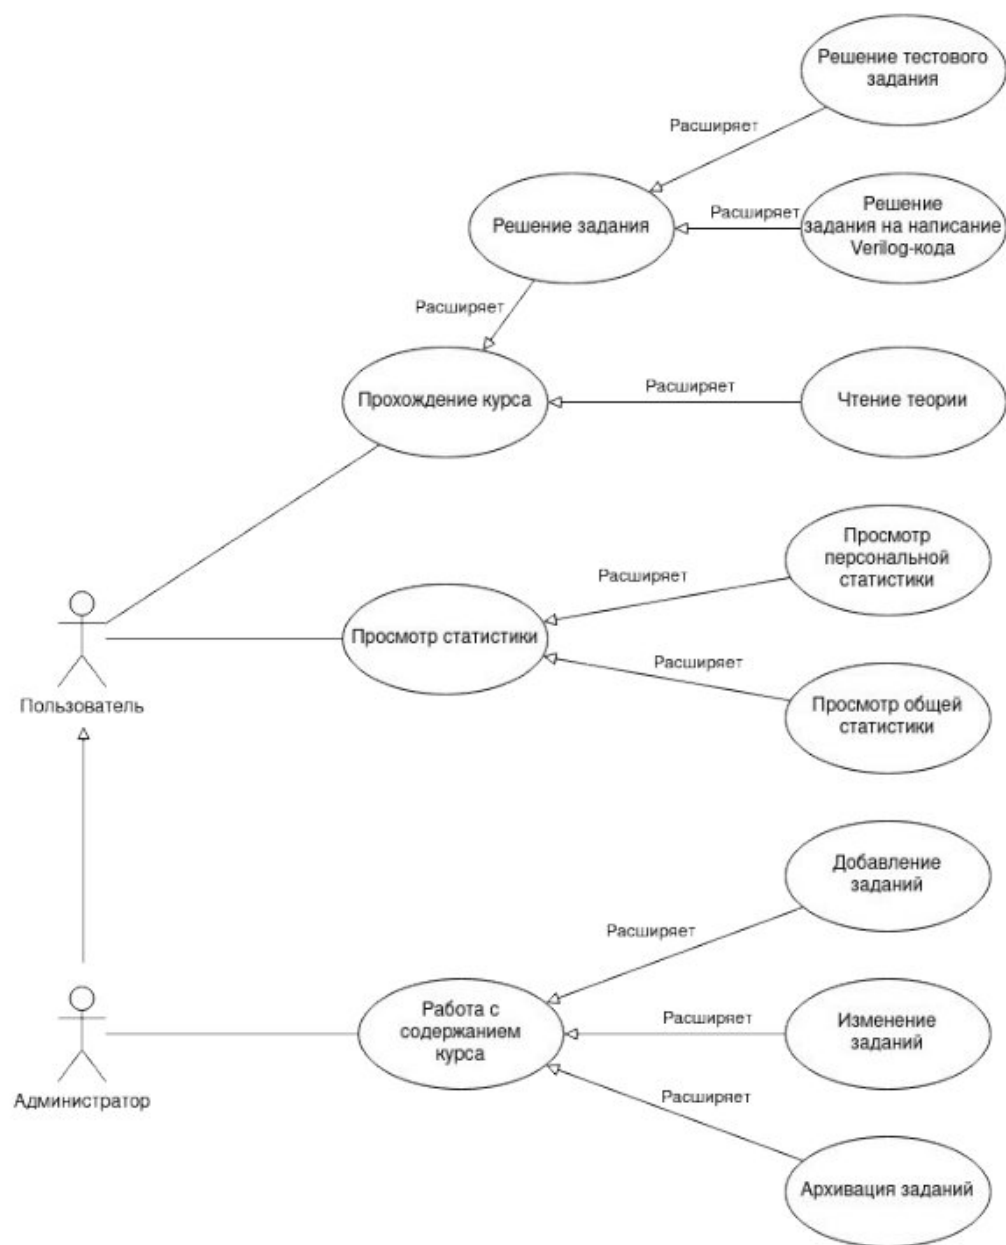 Решение тестового
задания
Расширяет
Решение задания
Расширяет
Решение
задания на написание
Verilog-кода
Расширяет
Прохождение курса
Расширяет
Чтение теории
Просмотр
персональной
статистики
Расширяет
Просмотр статистики
Расширяет
Просмотр общей
статистики
Пользователь
Добавление
заданий
Расширяет
Работа с
содержанием
курса
Расширяет
Изменение
заданий
Администратор
Расширяет
Архивация заданий